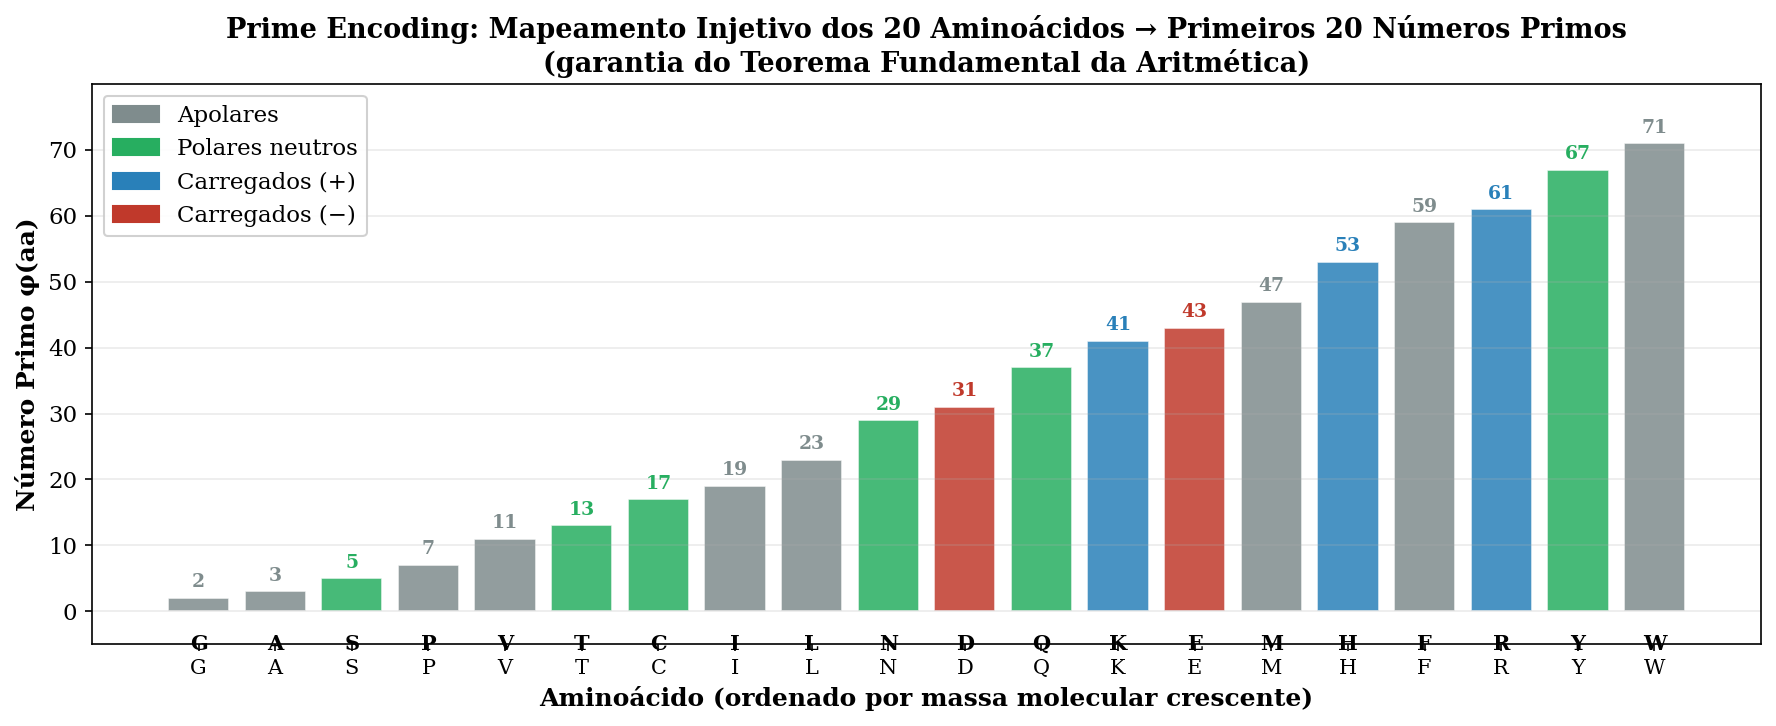 Prime Encoding: Mapeamento Injetivo dos 20 Aminoácidos → Primeiros 20 Números Primos
(garantia do Teorema Fundamental da Aritmética)
Apolares
Polares neutros
Carregados (+)
Carregados (−)
Número Primo φ(aa)
70
60
50
40
30
20
10
0
2 3 5 7 11 13 17 19 23 29 31 37 41 43 47 53 59 61 67 71
G A S P V T C I L N D Q K E M H F R Y W
G A S P V T C I L N D Q K E M H F R Y W
Aminoácido (ordenado por massa molecular crescente)